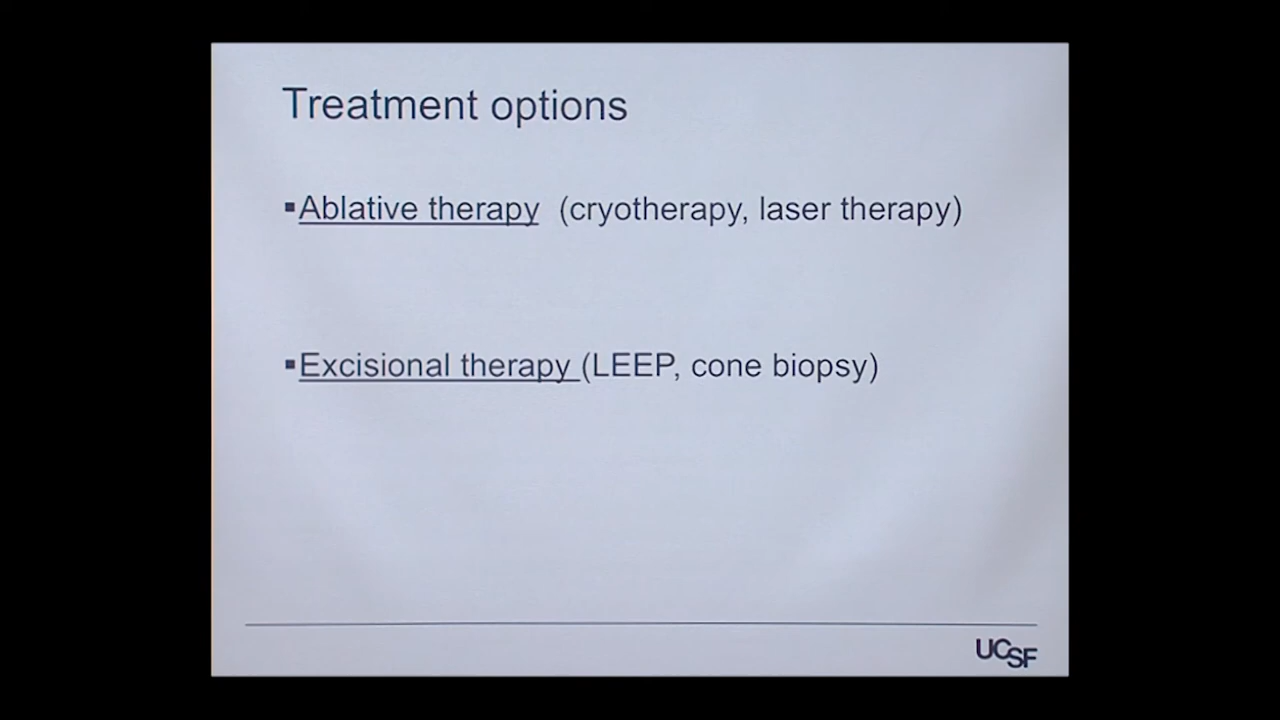 Treatment options
▪Ablative therapy (cryotherapy, laser therapy)
▪Excisional therapy (LEEP, cone biopsy)
UCSF